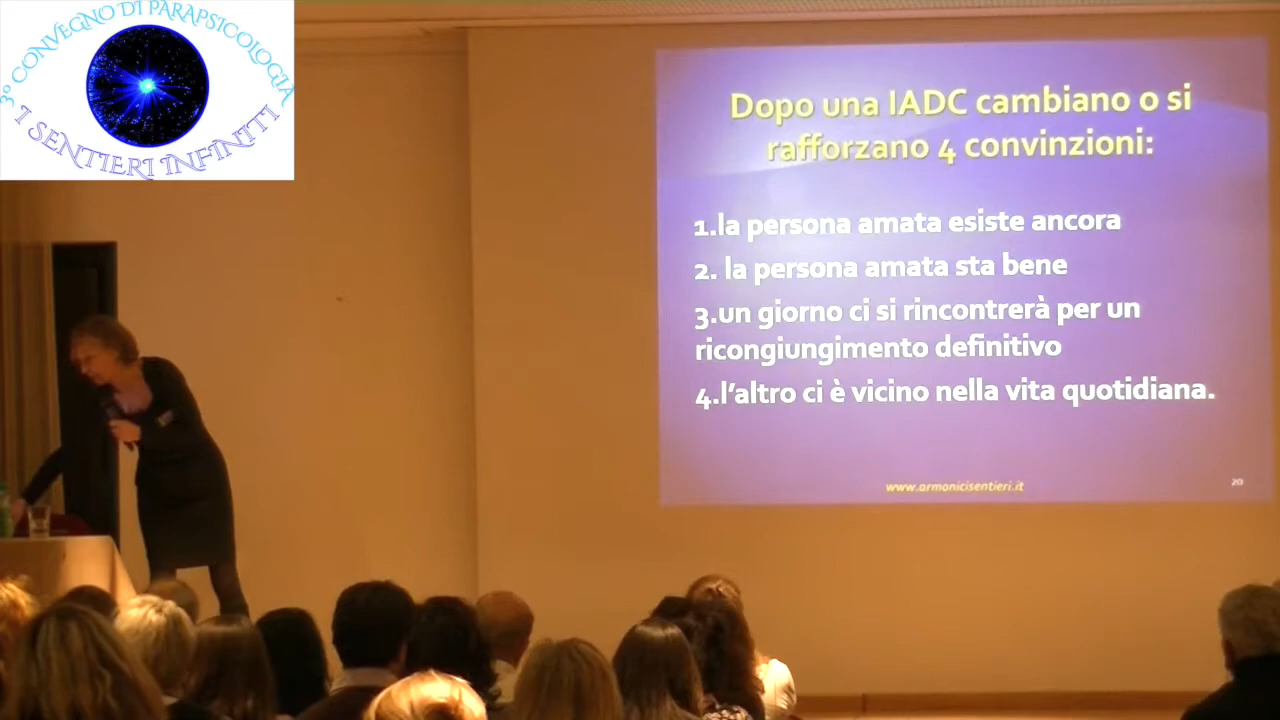 3° CONVEGNO DI PARAPSICOLOGIA
I SENTIERI INFINITI
Dopo una IADC cambiano o si
rafforzano 4 convinzioni:
1.la persona amata esiste ancora
2. la persona amata sta bene
3.un giorno ci si rincontrerà per un
ricongiungimento definitivo
4.l'altro ci è vicino nella vita quotidiana.
www.armonicisentieri.it
20